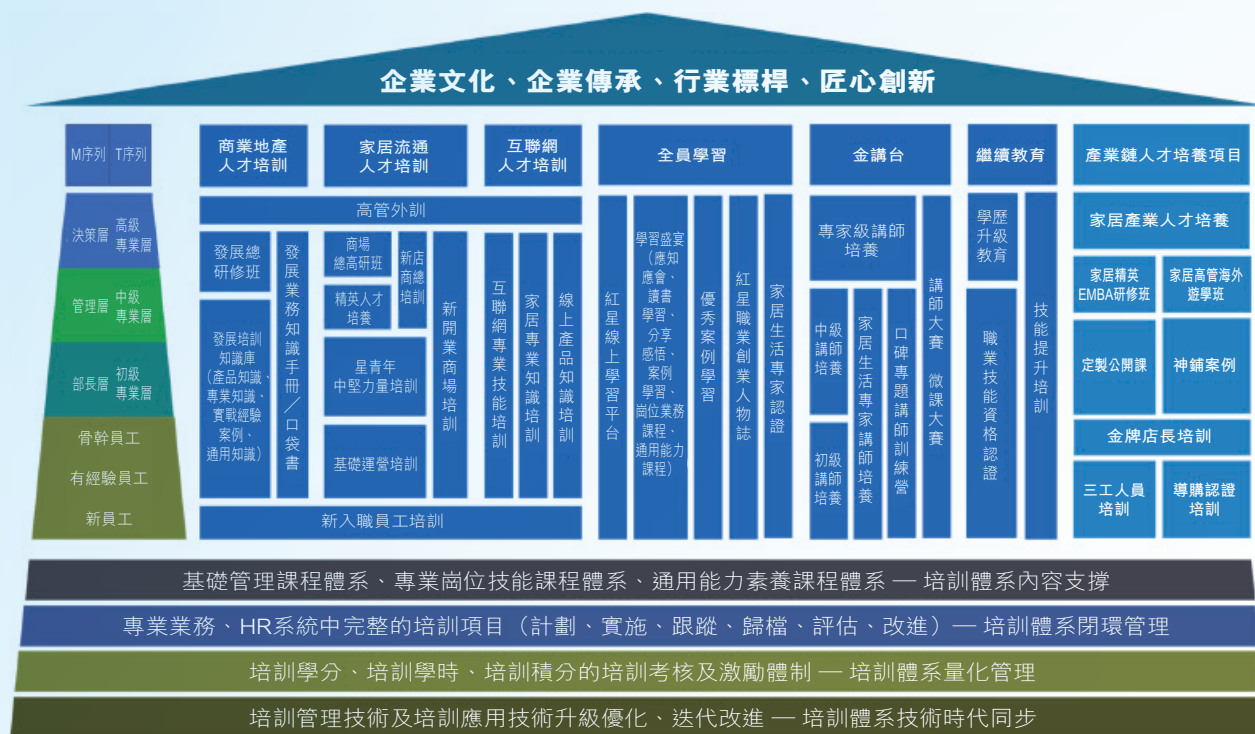 企業文化、企業傳承、行業標桿、匠心創新
M序列
T序列
決策層
高級
專業層
管理層
中級
專業層
部長層
初級
專業層
骨幹員工
有經驗員工
新員工
商業地產
人才培訓
家居流通
人才培訓
互聯網
人才培訓
高管外訓
發展總
研修班
發展培訓
知識庫
（產品知識、
專業知識、
實戰經驗
案例、
通用知識）
發展業務知識手冊／口袋書
商場
總高研班
新店
商總
培訓
精英人才
培養
星青年
中堅力量培訓
基礎運營培訓
新開業商場培訓
互聯網專業技能培訓
家居專業知識培訓
線上產品知識培訓
新入職員工培訓
全員學習
紅星線上學習平台
學習盛宴
（應知
應會、
讀書
學習、
分享
感悟、
案例
學習、
崗位業務
課程、
通用能力
課程）
優秀案例學習
紅星職業創業人物誌
家居生活專家認證
金講台
專家級講師
培養
中級
講師
培養
初級
講師
培養
家居生活專家講師培養
口碑專題講師訓練營
講師大賽 微課大賽
繼續教育
學歷
升級
教育
職業技能資格認證
技能提升培訓
產業鏈人才培養項目
家居產業人才培養
家居精英
EMBA研修班
家居高管海外
遊學班
定製公開課
神鋪案例
金牌店長培訓
三工人員
培訓
導購認證
培訓
基礎管理課程體系、專業崗位技能課程體系、通用能力素養課程體系 — 培訓體系內容支撐
專業業務、HR系統中完整的培訓項目（計劃、實施、跟蹤、歸檔、評估、改進）— 培訓體系閉環管理
培訓學分、培訓學時、培訓積分的培訓考核及激勵體制 — 培訓體系量化管理
培訓管理技術及培訓應用技術升級優化、迭代改進 — 培訓體系技術時代同步